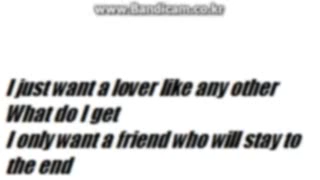 www.Bandicam.co.kr
I just want a lover like any other
What do I get
I only want a friend who will stay to
the end